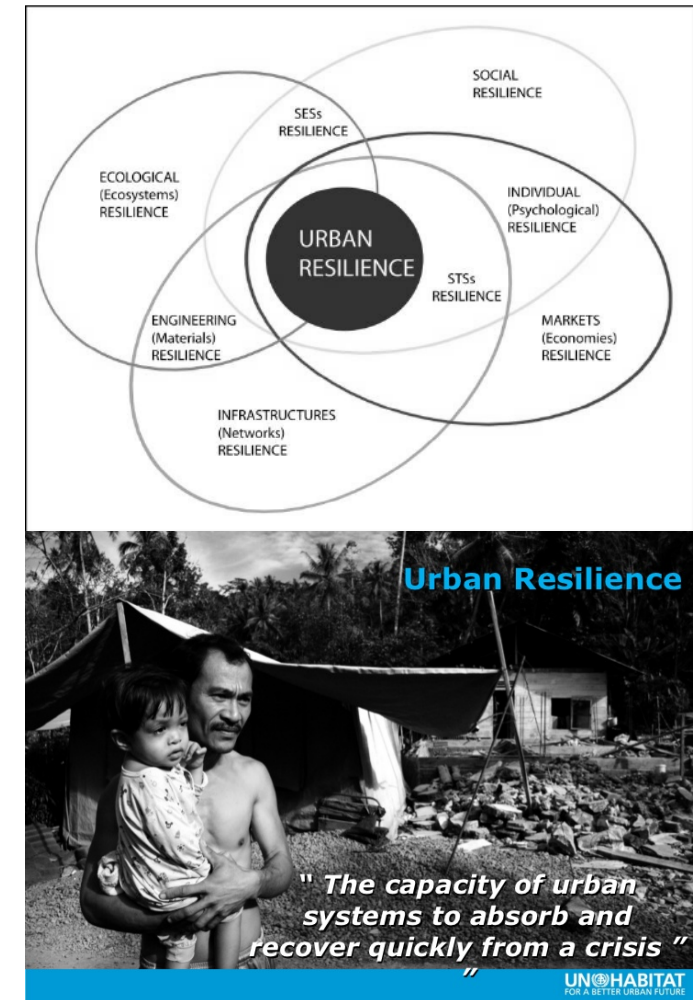 SOCIAL
RESILIENCE
SESs
RESILIENCE
ECOLOGICAL
(Ecosystems)
RESILIENCE
INDIVIDUAL
(Psychological)
RESILIENCE
URBAN
RESILIENCE
STSs
RESILIENCE
ENGINEERING
(Materials)
RESILIENCE
MARKETS
(Economies)
RESILIENCE
INFRASTRUCTURES
(Networks)
RESILIENCE
Urban Resilience
“ The capacity of urban
systems to absorb and
recover quickly from a crisis ”
”
UN HABITAT
FOR A BETTER URBAN FUTURE